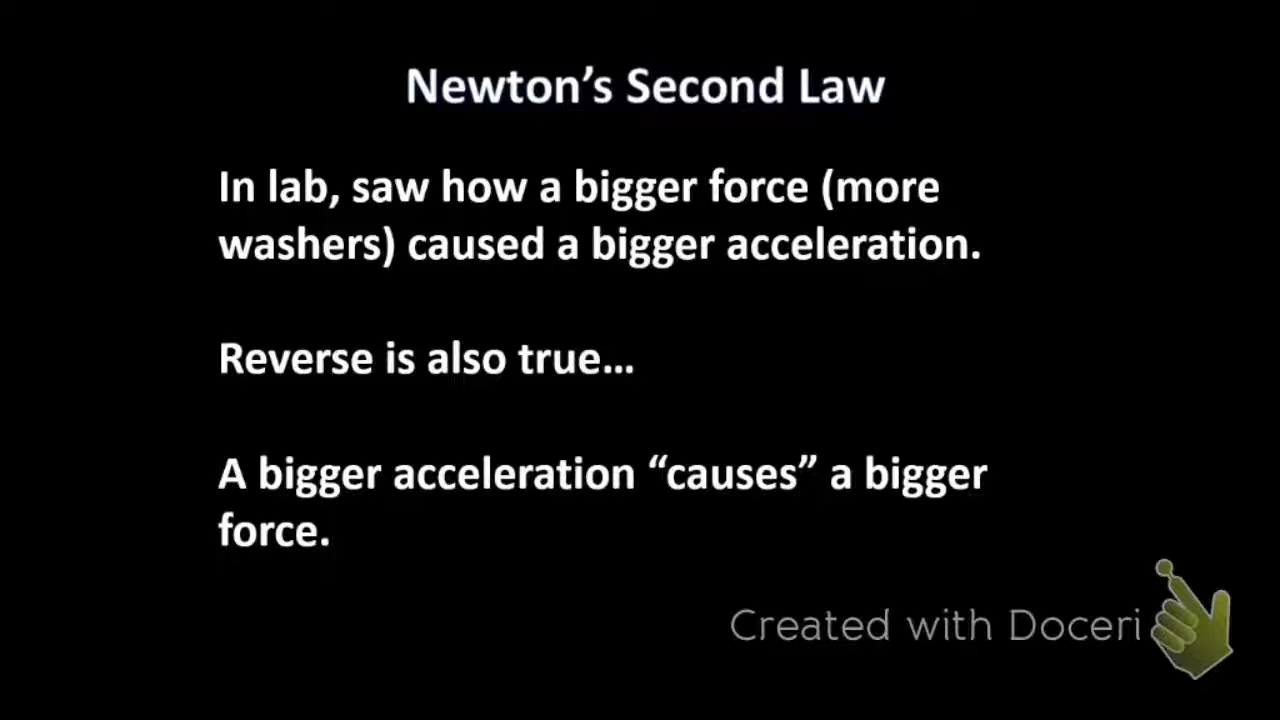 Newton’s Second Law
In lab, saw how a bigger force (more
washers) caused a bigger acceleration.
Reverse is also true…
A bigger acceleration “causes” a bigger
force.
Created with Doceri